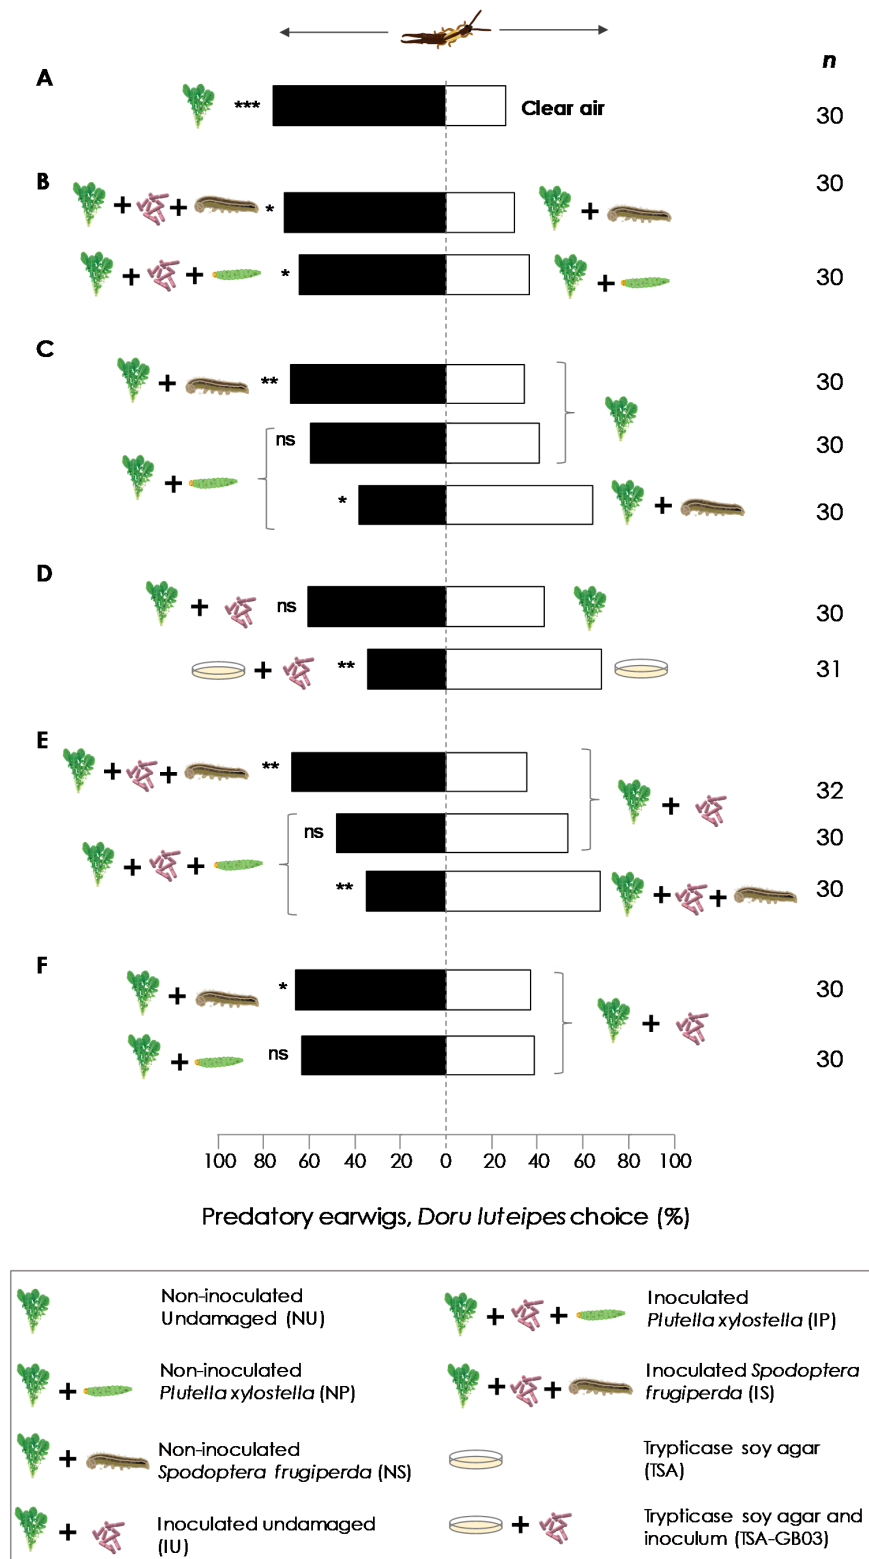 n
A
***
Clear air
30
B
30
+ + *
+
+ + *
+
30
C
+ **
30
ns
30
+
*
+
30
D
+ ns
30
+ **
31
E
+ + **
32
+
ns
30
+ +
**
+ +
30
F
+ *
30
+
+ ns
30
100 80 60 40 20 0 20 40 60 80 100
Predatory earwigs, Doru luteipes choice (%)
Non-inoculated
Undamaged (NU)
+ + Inoculated
Plutella xylostella (IP)
+ Non-inoculated
Plutella xylostella (NP)
+ + Inoculated Spodoptera
frugiperda (IS)
+ Non-inoculated
Spodoptera frugiperda (NS)
Trypticase soy agar
(TSA)
+ Inoculated undamaged
(IU)
+ Trypticase soy agar and
inoculum (TSA-GB03)